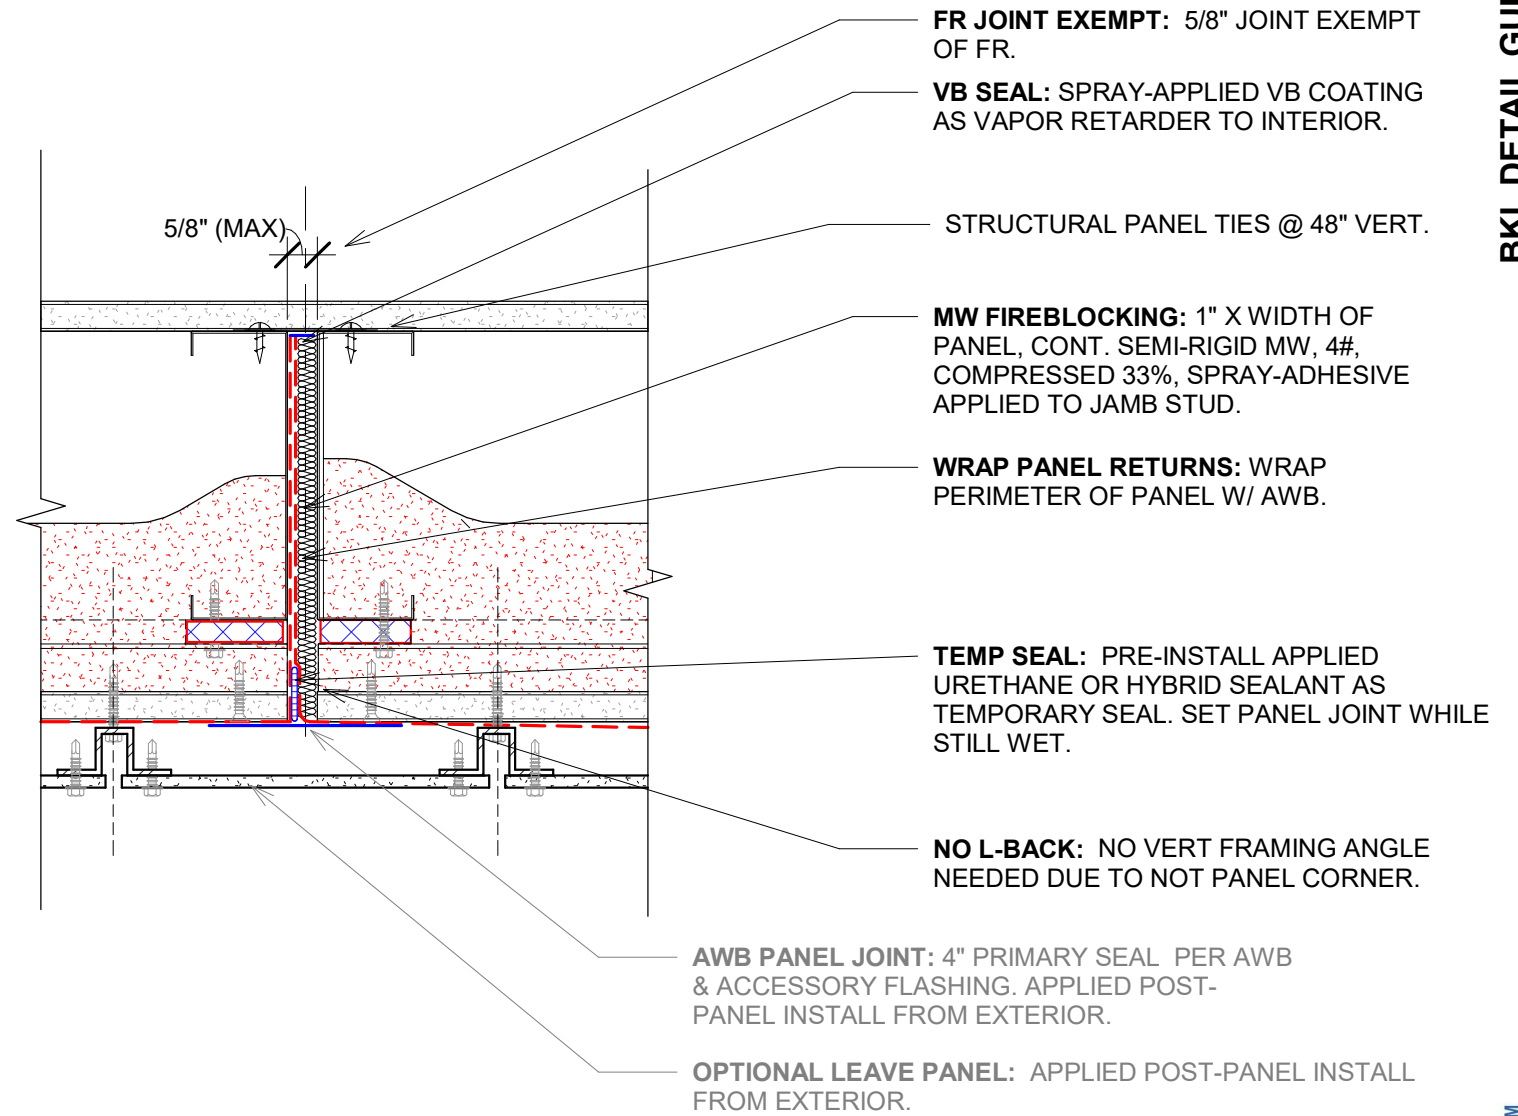 FR JOINT EXEMPT: 5/8" JOINT EXEMPT
OF FR.
VB SEAL: SPRAY-APPLIED VB COATING
AS VAPOR RETARDER TO INTERIOR.
5/8" (MAX)
STRUCTURAL PANEL TIES @ 48" VERT.
MW FIREBLOCKING: 1" X WIDTH OF
PANEL, CONT. SEMI-RIGID MW, 4#,
COMPRESSED 33%, SPRAY-ADHESIVE
APPLIED TO JAMB STUD.
WRAP PANEL RETURNS: WRAP
PERIMETER OF PANEL W/ AWB.
TEMP SEAL: PRE-INSTALL APPLIED
URETHANE OR HYBRID SEALANT AS
TEMPORARY SEAL. SET PANEL JOINT WHILE
STILL WET.
NO L-BACK: NO VERT FRAMING ANGLE
NEEDED DUE TO NOT PANEL CORNER.
AWB PANEL JOINT: 4" PRIMARY SEAL PER AWB
& ACCESSORY FLASHING. APPLIED POST-
PANEL INSTALL FROM EXTERIOR.
OPTIONAL LEAVE PANEL: APPLIED POST-PANEL INSTALL
FROM EXTERIOR.
DETAIL